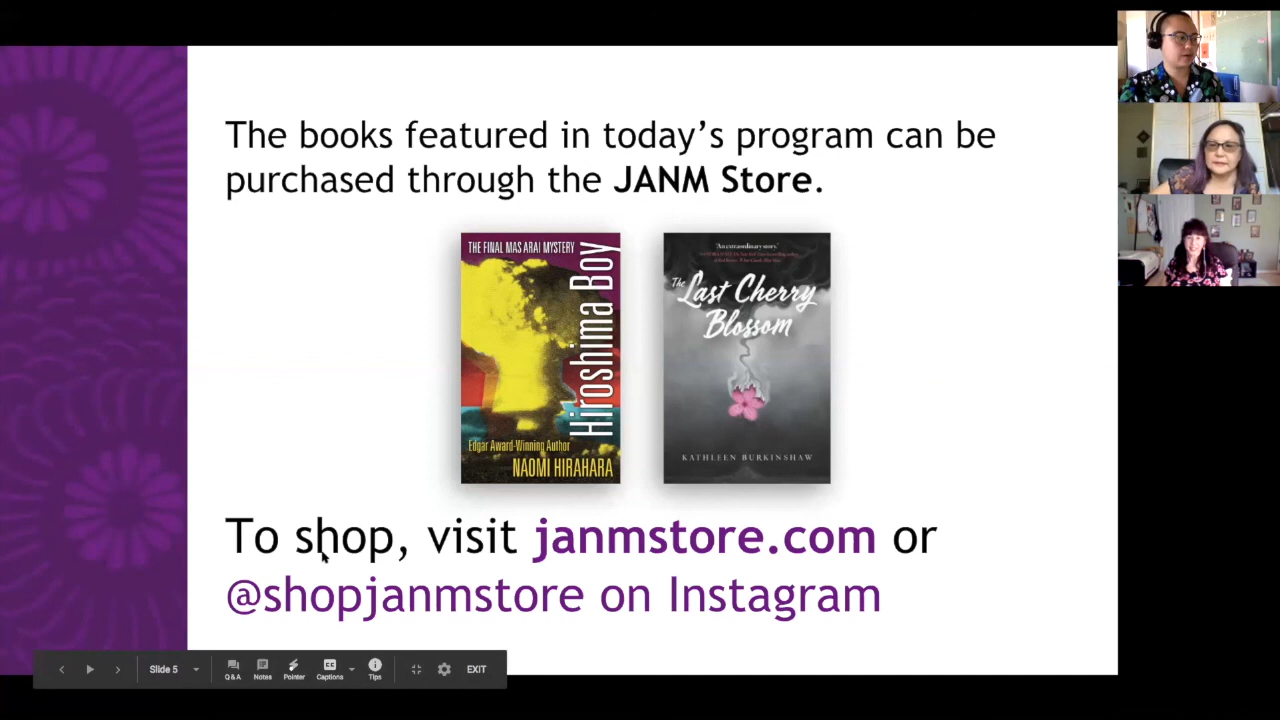 The books featured in today's program can be
purchased through the JANM Store.
THE FINAL MAS ARAI MYSTERY
Hiroshima Boy
Edgar Award-Winning Author
NAOMI HIRAHARA
"An extraordinary story."
The
Last Cherry
Blossom
KATHLEEN BURKINSHAW
To shop, visit janmstore.com or
@shopjanmstore on Instagram
Slide 5
Q&A
Notes
Pointer
CC
Captions
Tips
EXIT